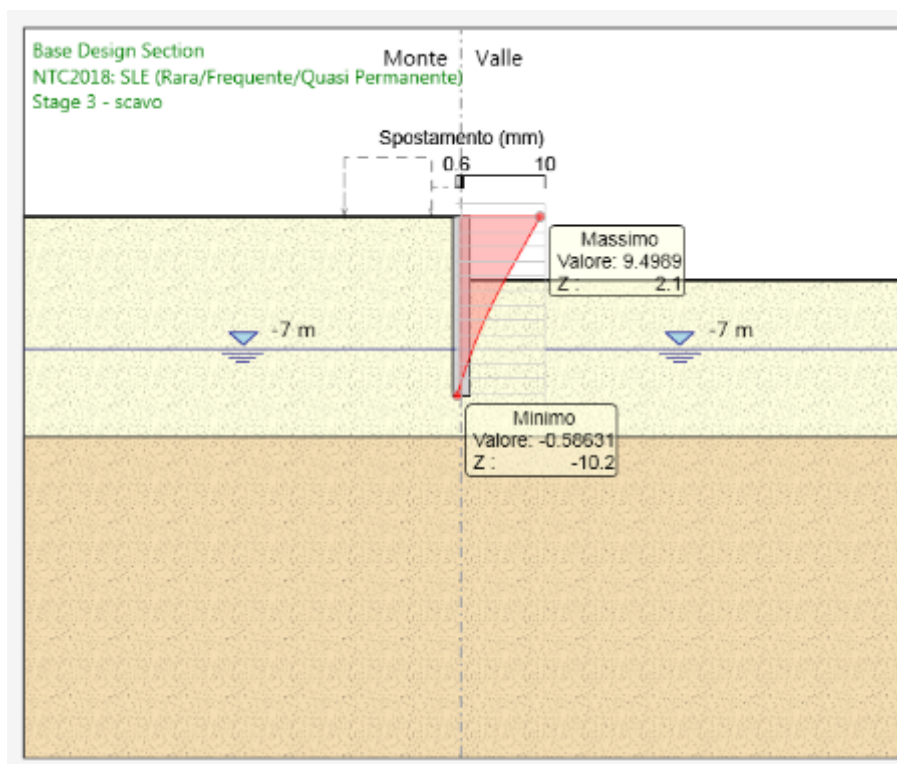 Base Design Section
Monte
Valle
NTC2018: SLE (Rara/Frequente/Quasi Permanente)
Stage 3 - scavo
Spostamento (mm)
0.6 10
Massimo
Valore: 9.4989
Z : 2.1
-7 m
-7 m
Minimo
Valore: -0.58631
Z : -10.2